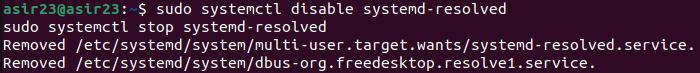 asir23@asir23:~$ sudo systemctl disable systemd-resolved
sudo systemctl stop systemd-resolved
Removed /etc/systemd/system/multi-user.target.wants/systemd-resolved.service.
Removed /etc/systemd/system/dbus-org.freedesktop.resolve1.service.